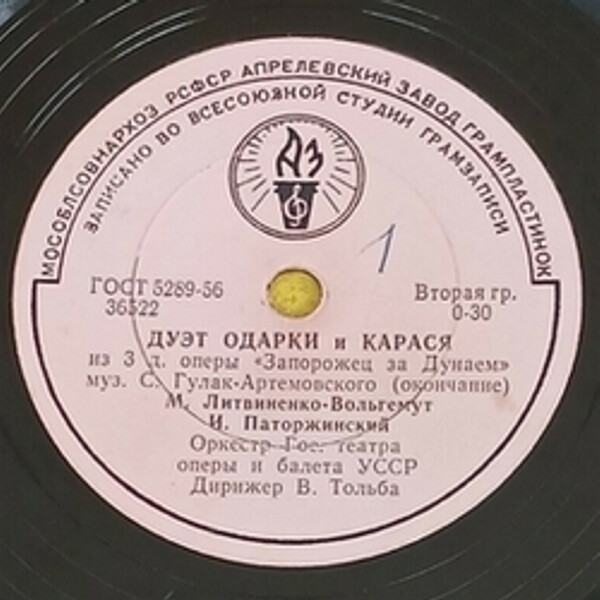 МОСОБЛСОВНАРХОЗ РСФСР АПРЕЛЕВСКИЙ ЗАВОД ГРАМПЛАСТИНОК
ЗАПИСАНО ВО ВСЕСОЮЗНОЙ СТУДИИ ГРАМЗАПИСИ
АЗ
1
ГОСТ 5289-56
36522
Вторая гр.
0-30
ДУЭТ ОДАРКИ и КАРАСЯ
из 3 д. оперы «Запорожец за Дунаем»
муз. С. Гулак-Артемовского (окончание)
М. Литвиненко-Вольгемут
И. Паторжинский
Оркестр Гос. театра
оперы и балета УССР
Дирижер В. Тольба